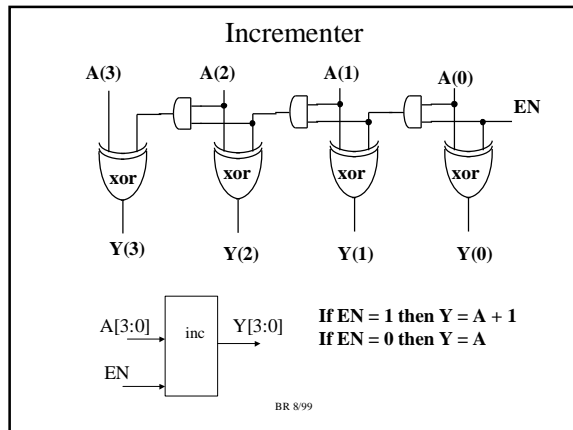 Incrementer
A(3) A(2) A(1) A(0)
EN
xor xor xor xor
Y(3) Y(2) Y(1) Y(0)
A[3:0] inc Y[3:0]
EN
If EN = 1 then Y = A + 1
If EN = 0 then Y = A
BR 8/99